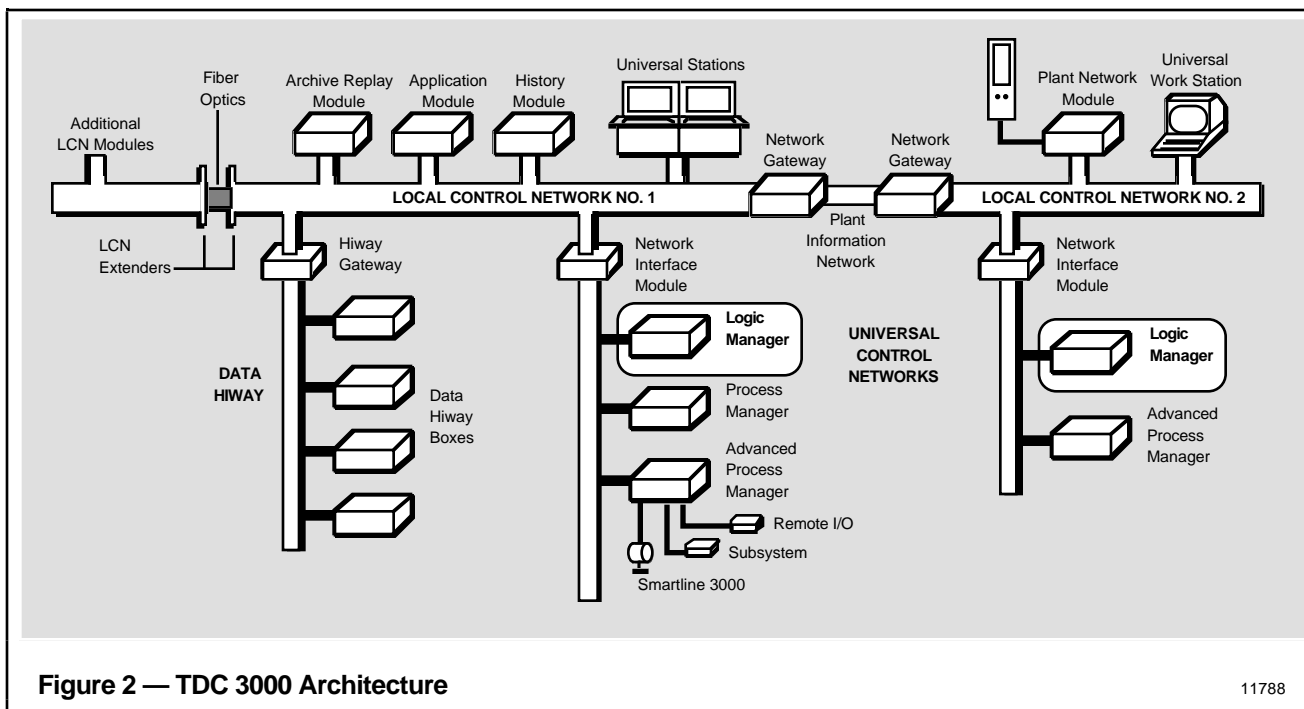 Fiber
Optics
Archive Replay
Module
Application
Module
History
Module
Universal Stations
Plant Network
Module
Universal
Work Station
Additional
LCN Modules
Network
Gateway
Network
Gateway
LOCAL CONTROL NETWORK NO. 1
LOCAL CONTROL NETWORK NO. 2
LCN
Extenders
Hiway
Gateway
Network
Interface
Module
Plant
Information
Network
Network
Interface
Module
DATA
HIWAY
Data
Hiway
Boxes
Logic
Manager
Process
Manager
Advanced
Process
Manager
Remote I/O
Subsystem
Smartline 3000
UNIVERSAL
CONTROL
NETWORKS
Logic
Manager
Advanced
Process
Manager
Figure 2 — TDC 3000 Architecture
11788